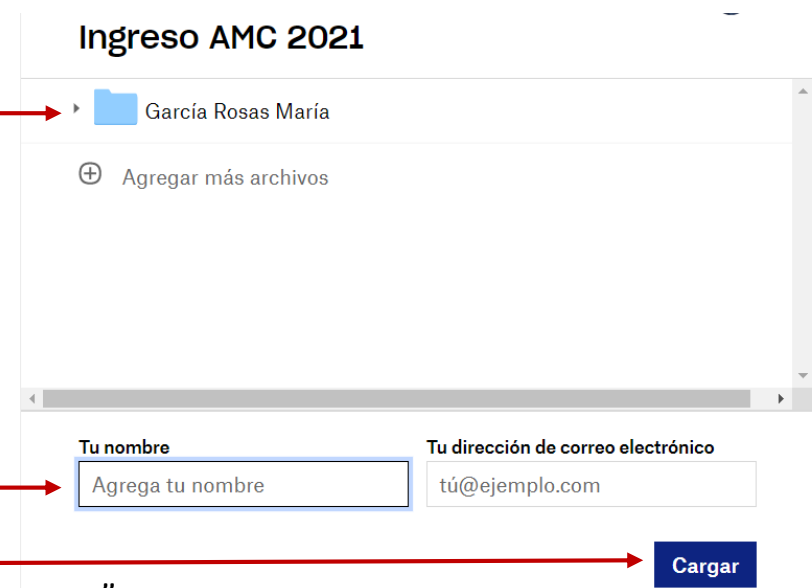 Ingreso AMC 2021
García Rosas María
Agregar más archivos
Tu nombre Tu dirección de correo electrónico
Agrega tu nombre tú@ejemplo.com
Cargar